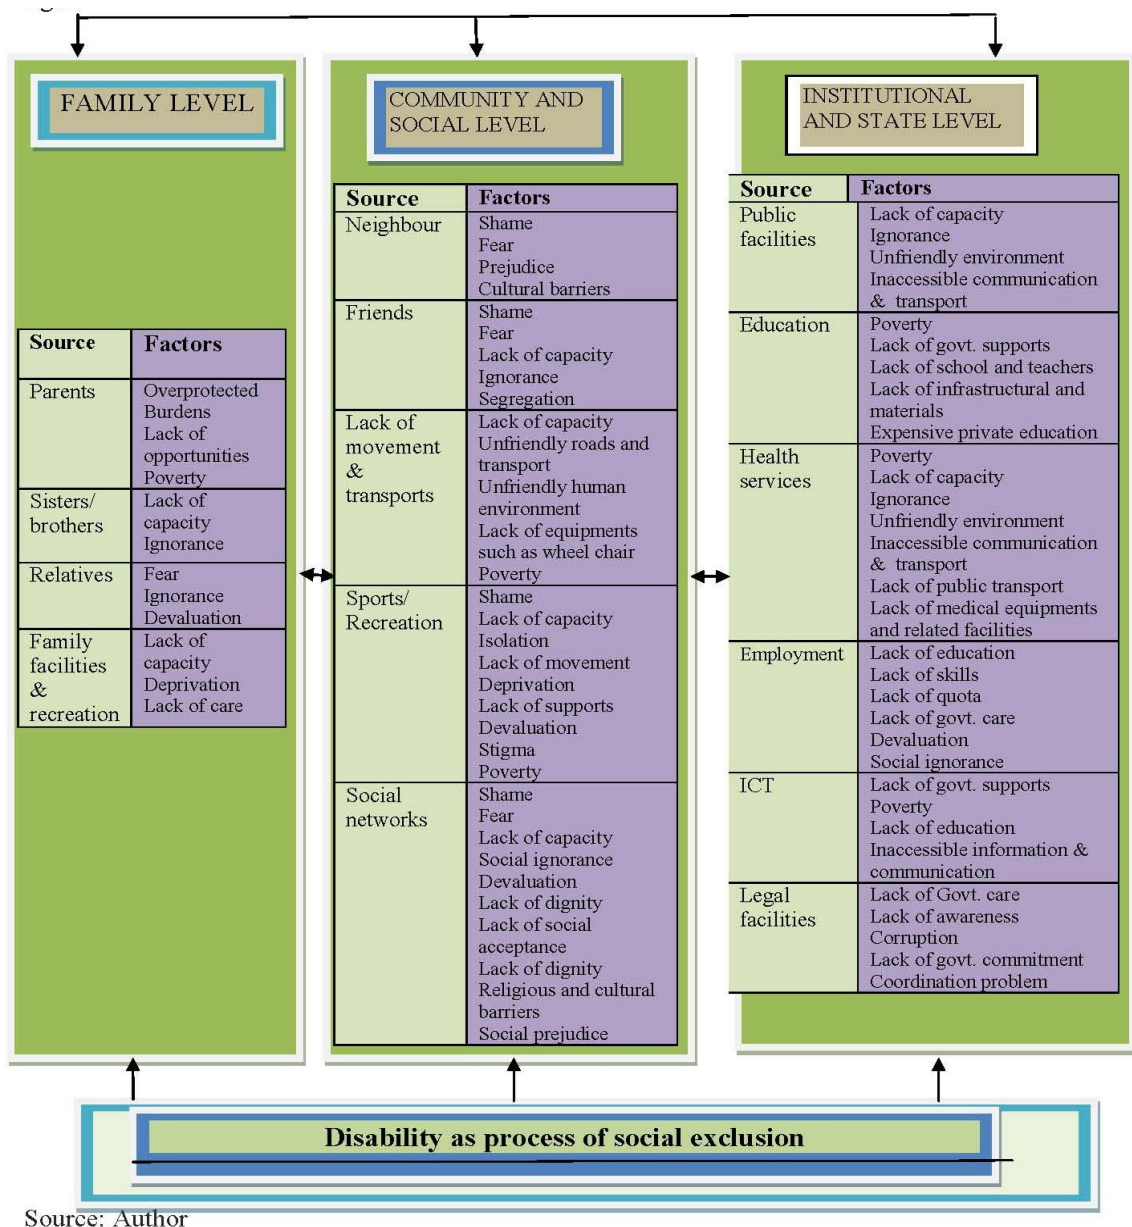 FAMILY LEVEL
Source Factors
Parents Overprotected
Burdens
Lack of
opportunities
Poverty
Sisters/ Lack of
brothers capacity
Ignorance
Relatives Fear
Ignorance
Devaluation
Family Lack of
facilities capacity
& Deprivation
recreation Lack of care
COMMUNITY AND
SOCIAL LEVEL
Source Factors
Neighbour Shame
Fear
Prejudice
Cultural barriers
Friends Shame
Fear
Lack of capacity
Ignorance
Segregation
Lack of Lack of capacity
movement Unfriendly roads and
& transport
transports Unfriendly human
environment
Lack of equipments
such as wheel chair
Poverty
Sports/ Shame
Recreation Lack of capacity
Isolation
Lack of movement
Deprivation
Lack of supports
Devaluation
Stigma
Poverty
Social Shame
networks Fear
Lack of capacity
Social ignorance
Devaluation
Lack of dignity
Lack of social
acceptance
Lack of dignity
Religious and cultural
barriers
Social prejudice
INSTITUTIONAL
AND STATE LEVEL
Source Factors
Public Lack of capacity
facilities Ignorance
Unfriendly environment
Inaccessible communication
& transport
Education Poverty
Lack of govt. supports
Lack of school and teachers
Lack of infrastructural and
materials
Expensive private education
Health Poverty
services Lack of capacity
Ignorance
Unfriendly environment
Inaccessible communication
& transport
Lack of public transport
Lack of medical equipments
and related facilities
Employment Lack of education
Lack of skills
Lack of quota
Lack of govt. care
Devaluation
Social ignorance
ICT Lack of govt. supports
Poverty
Lack of education
Inaccessible information &
communication
Legal Lack of Govt. care
facilities Lack of awareness
Corruption
Lack of govt. commitment
Coordination problem
Disability as process of social exclusion
Source: Author